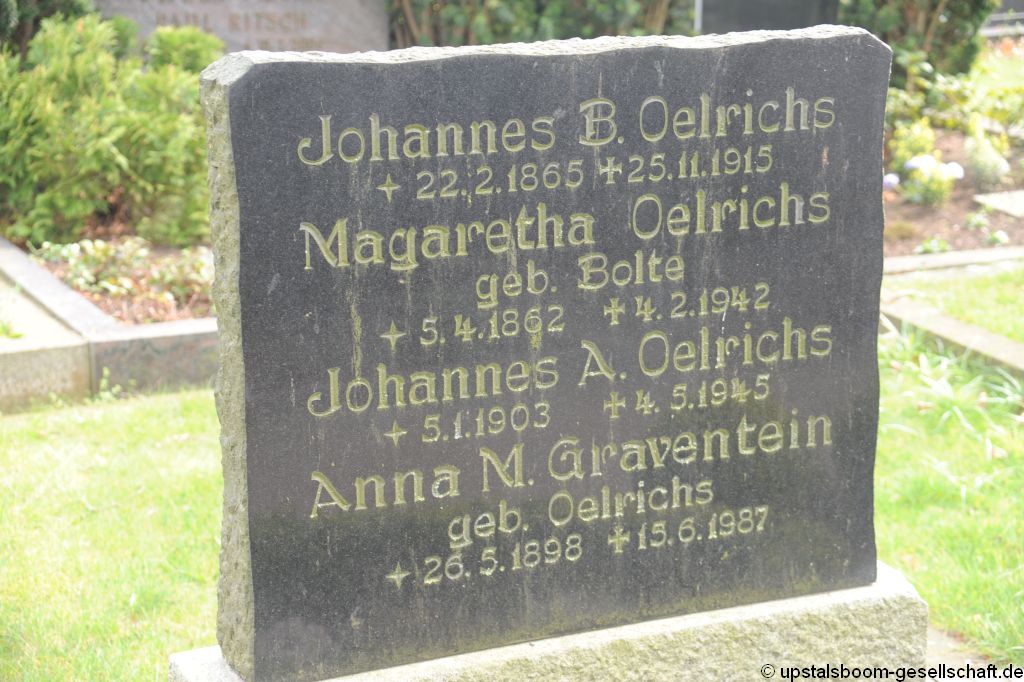 PAUL RITSCH
Johannes B. Oelrichs
22.2.1865 25.11.1915
Magaretha Oelrichs
geb. Bolte
5.4.1862 4.2.1942
Johannes A. Oelrichs
5.1.1903 4.5.1945
Anna M. Graventein
geb. Oelrichs
26.5.1898 15.6.1987
© upstalsboom-gesellschaft.de